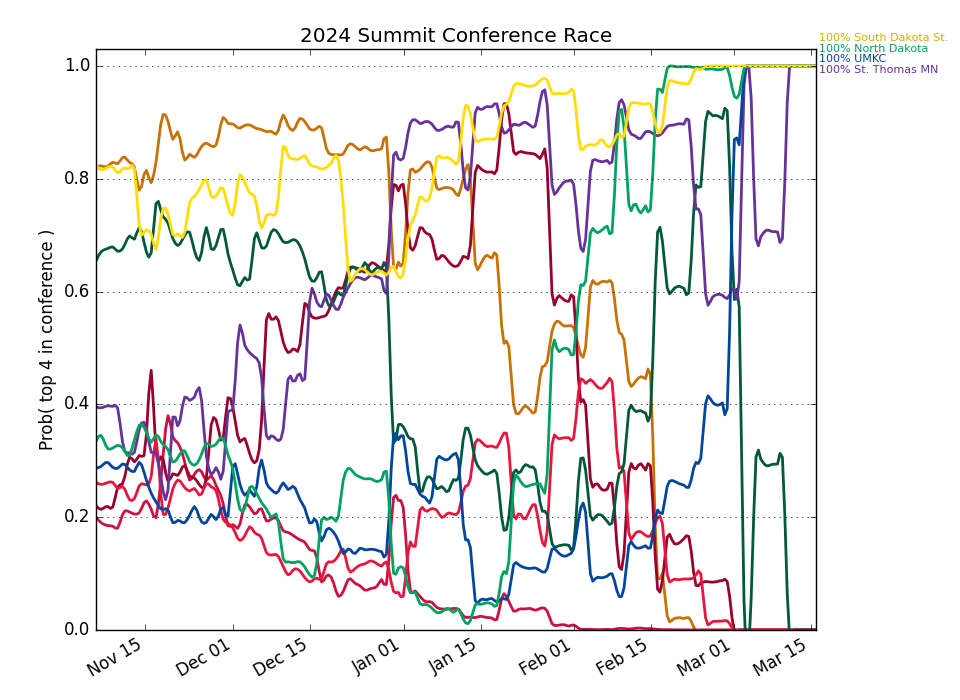 2024 Summit Conference Race
100% South Dakota St.
100% North Dakota
100% UMKC
100% St. Thomas MN
Prob( top 4 in conference )
1.0
0.8
0.6
0.4
0.2
0.0
Nov 15
Dec 01
Dec 15
Jan 01
Jan 15
Feb 01
Feb 15
Mar 01
Mar 15